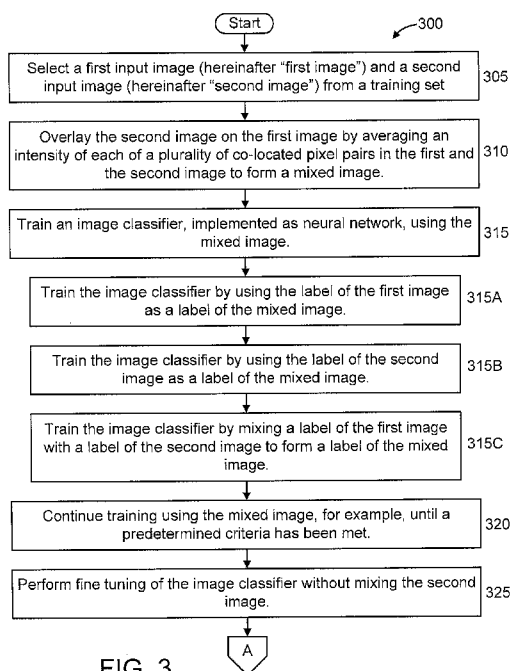 Start
300
Select a first input image (hereinafter “first image”) and a second
input image (hereinafter “second image”) from a training set
305
Overlay the second image on the first image by averaging an
intensity of each of a plurality of co-located pixel pairs in the first and
the second image to form a mixed image.
310
Train an image classifier, implemented as neural network, using the
mixed image.
315
Train the image classifier by using the label of the first image
as a label of the mixed image.
315A
Train the image classifier by using the label of the second
image as a label of the mixed image.
315B
Train the image classifier by mixing a label of the first image
with a label of the second image to form a label of the mixed
image.
315C
Continue training using the mixed image, for example, until a
predetermined criteria has been met.
320
Perform fine tuning of the image classifier without mixing the second
image.
325
A
FIG. 3